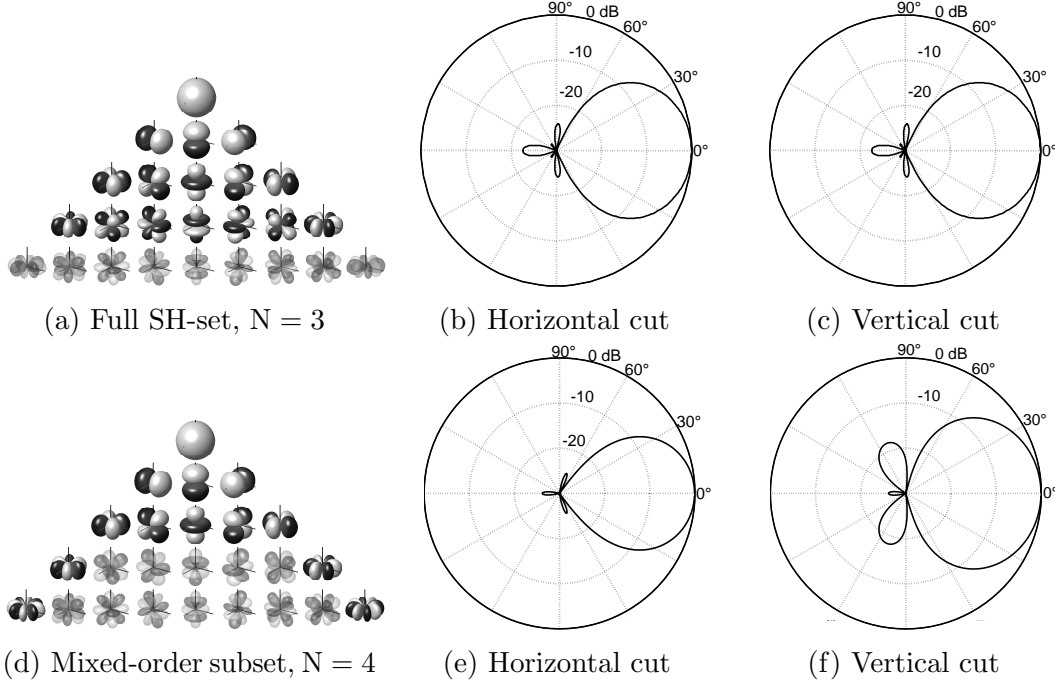 90° 0 dB
60°
-10
30°
-20
0°
90° 0 dB
60°
-10
30°
-20
0°
(a) Full SH-set, N = 3
(b) Horizontal cut
(c) Vertical cut
90° 0 dB
60°
-10
30°
-20
0°
90° 0 dB
60°
-10
30°
-20
0°
(d) Mixed-order subset, N = 4
(e) Horizontal cut
(f) Vertical cut